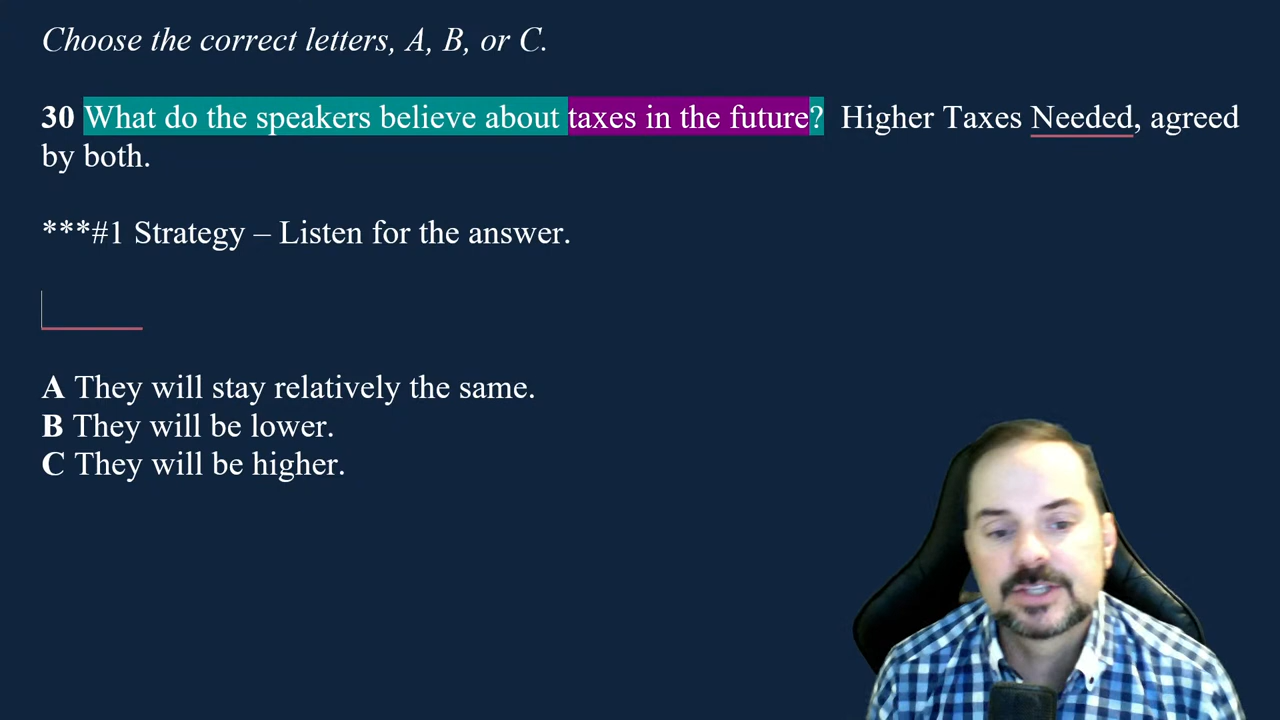 Choose the correct letters, A, B, or C.
30 What do the speakers believe about taxes in the future? Higher Taxes Needed, agreed
by both.
***#1 Strategy – Listen for the answer.
A They will stay relatively the same.
B They will be lower.
C They will be higher.